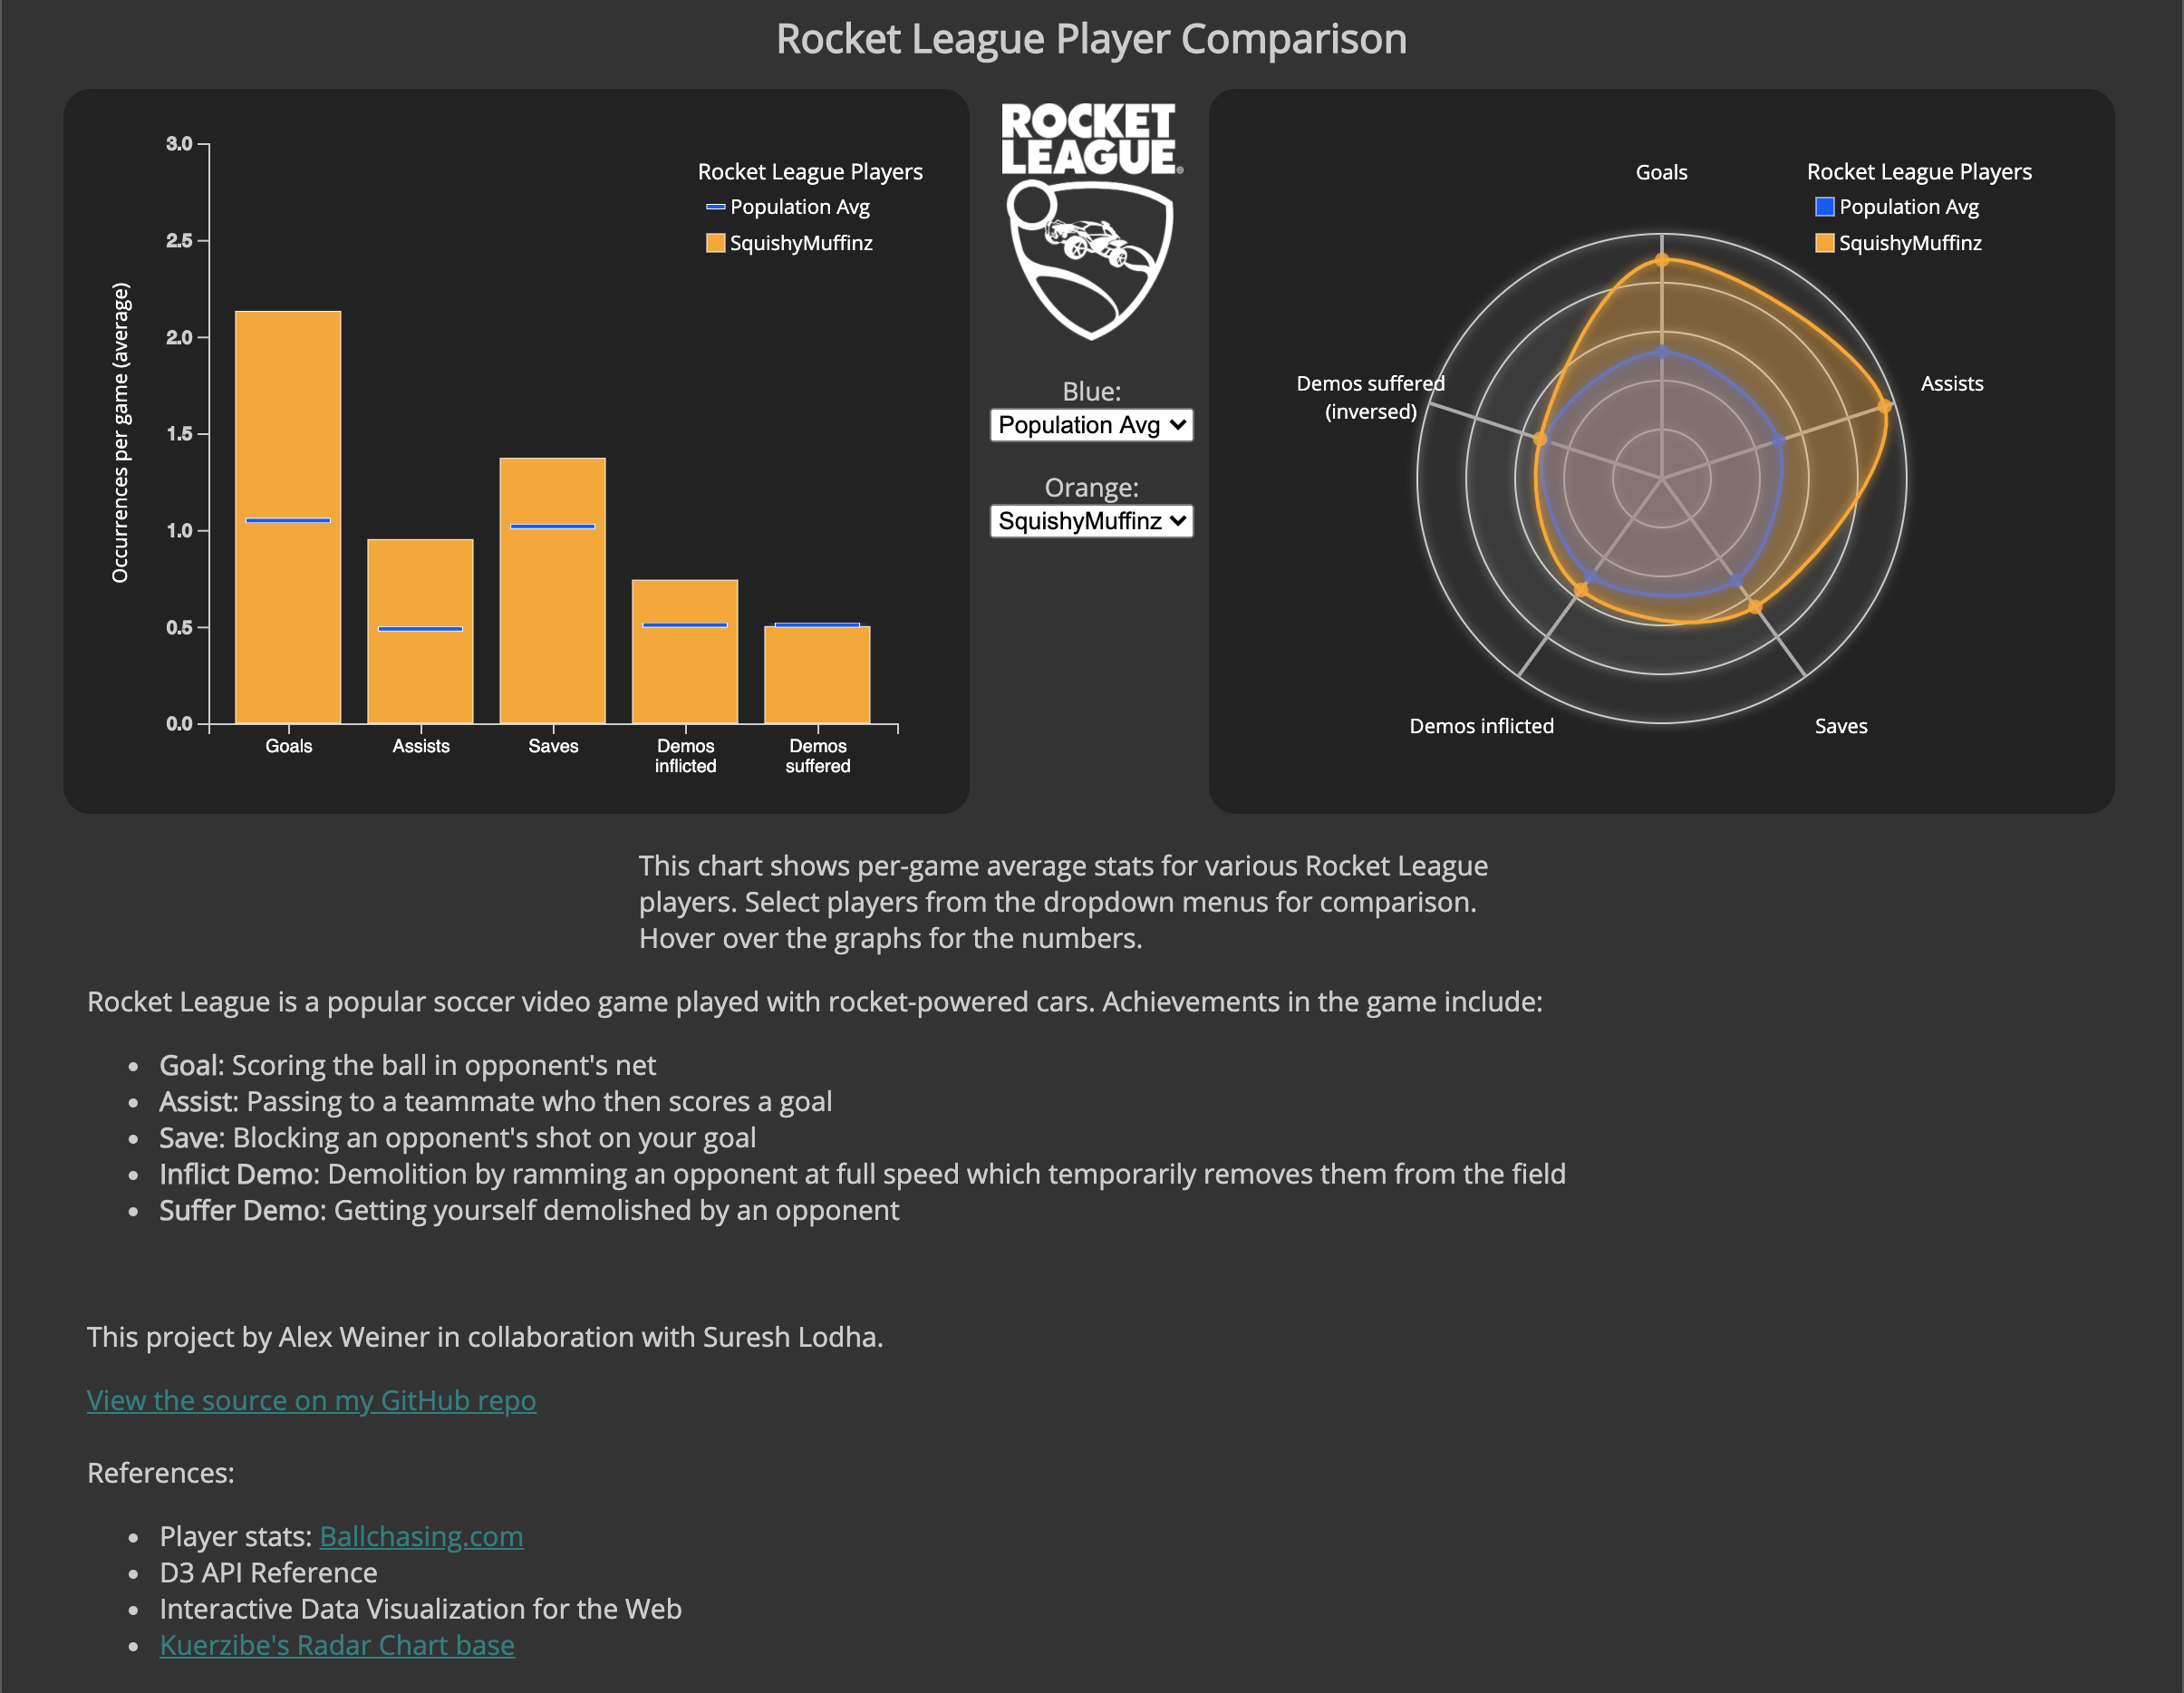 Rocket League Player Comparison
3.0
2.5
2.0
1.5
1.0
0.5
0.0
Occurrences per game (average)
Goals
Assists
Saves
Demos
inflicted
Demos
suffered
Rocket League Players
Population Avg
SquishyMuffinz
ROCKET
LEAGUE®
Blue:
Population Avg
Orange:
SquishyMuffinz
Goals
Rocket League Players
Population Avg
SquishyMuffinz
Demos suffered
(inversed)
Assists
Demos inflicted
Saves
This chart shows per-game average stats for various Rocket League
players. Select players from the dropdown menus for comparison.
Hover over the graphs for the numbers.
Rocket League is a popular soccer video game played with rocket-powered cars. Achievements in the game include:
• Goal: Scoring the ball in opponent's net
• Assist: Passing to a teammate who then scores a goal
• Save: Blocking an opponent's shot on your goal
• Inflict Demo: Demolition by ramming an opponent at full speed which temporarily removes them from the field
• Suffer Demo: Getting yourself demolished by an opponent
This project by Alex Weiner in collaboration with Suresh Lodha.
View the source on my GitHub repo
References:
• Player stats: Ballchasing.com
• D3 API Reference
• Interactive Data Visualization for the Web
• Kuerzibe's Radar Chart base